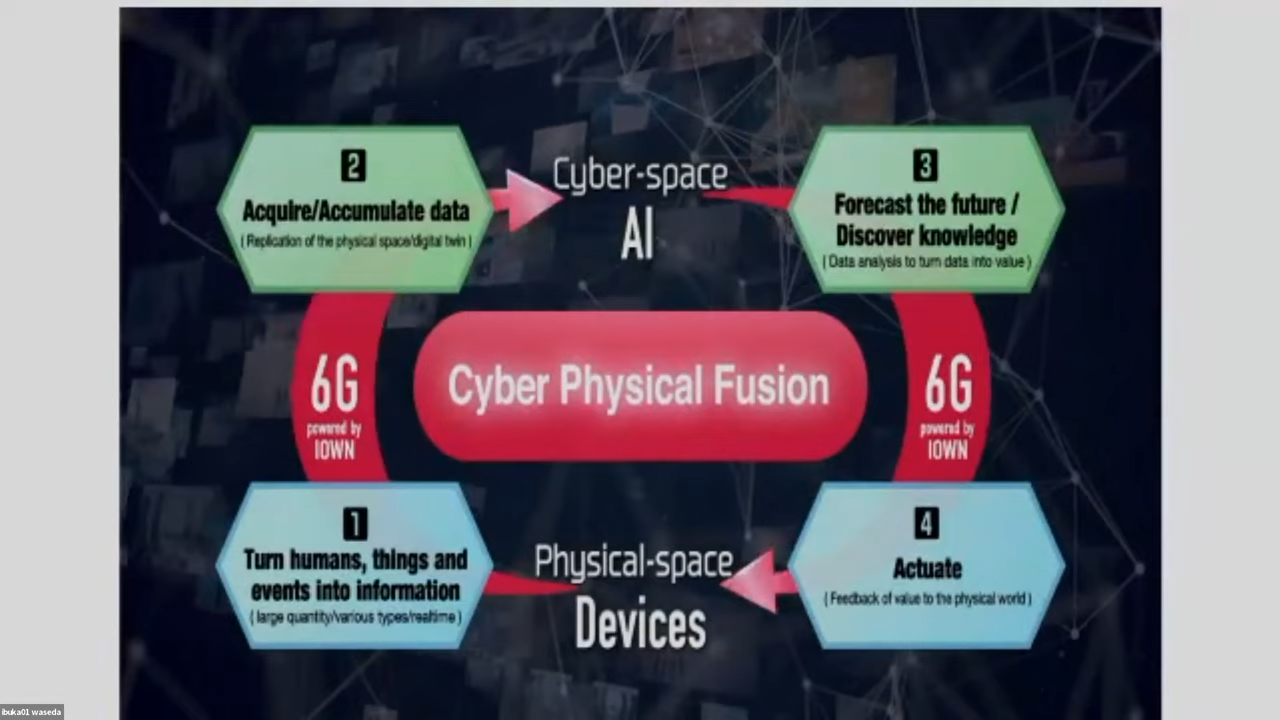 2
Acquire/Accumulate data
( Replication of the physical space/digital twin )
Cyber-space
AI
3
Forecast the future /
Discover knowledge
( Data analysis to turn data into value )
6G
powered by
IOWN
Cyber Physical Fusion
6G
powered by
IOWN
1
Turn humans, things and
events into information
( large quantity/various types/realtime )
Physical-space
Devices
4
Actuate
( Feedback of value to the physical world )
ibuka01 waseda